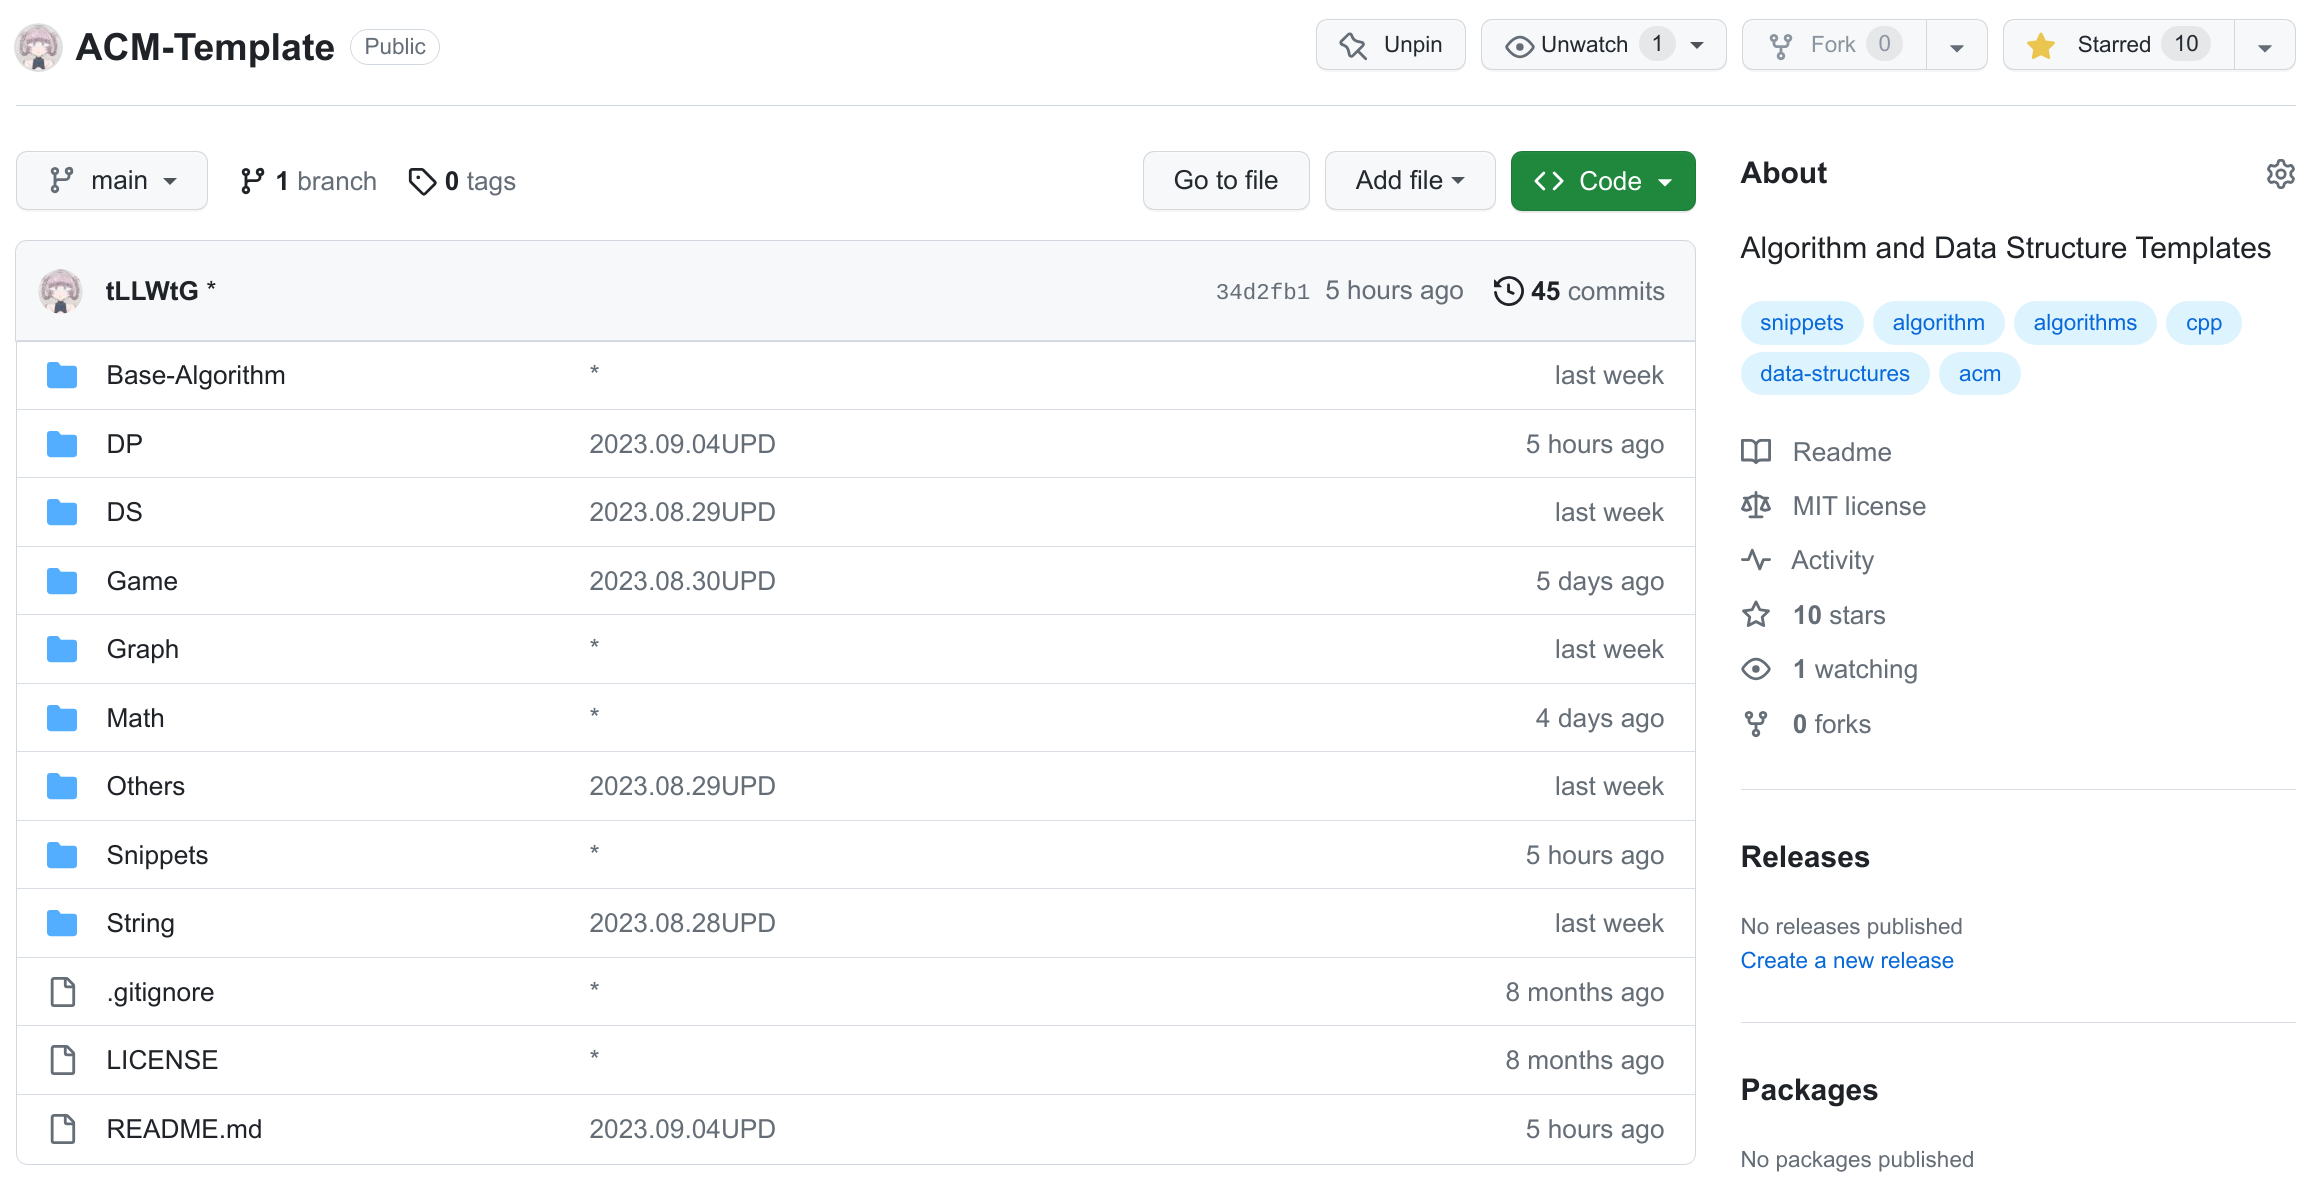 ACM-Template Public Unpin Unwatch 1 Fork 0 Starred 10
main 1 branch 0 tags Go to file Add file Code
tLLWtG * 34d2fb1 5 hours ago 45 commits
Base-Algorithm * last week
DP 2023.09.04UPD 5 hours ago
DS 2023.08.29UPD last week
Game 2023.08.30UPD 5 days ago
Graph * last week
Math * 4 days ago
Others 2023.08.29UPD last week
Snippets * 5 hours ago
String 2023.08.28UPD last week
.gitignore * 8 months ago
LICENSE * 8 months ago
README.md 2023.09.04UPD 5 hours ago
About
Algorithm and Data Structure Templates
snippets algorithm algorithms cpp
data-structures acm
Readme
MIT license
Activity
10 stars
1 watching
0 forks
Releases
No releases published
Create a new release
Packages
No packages published